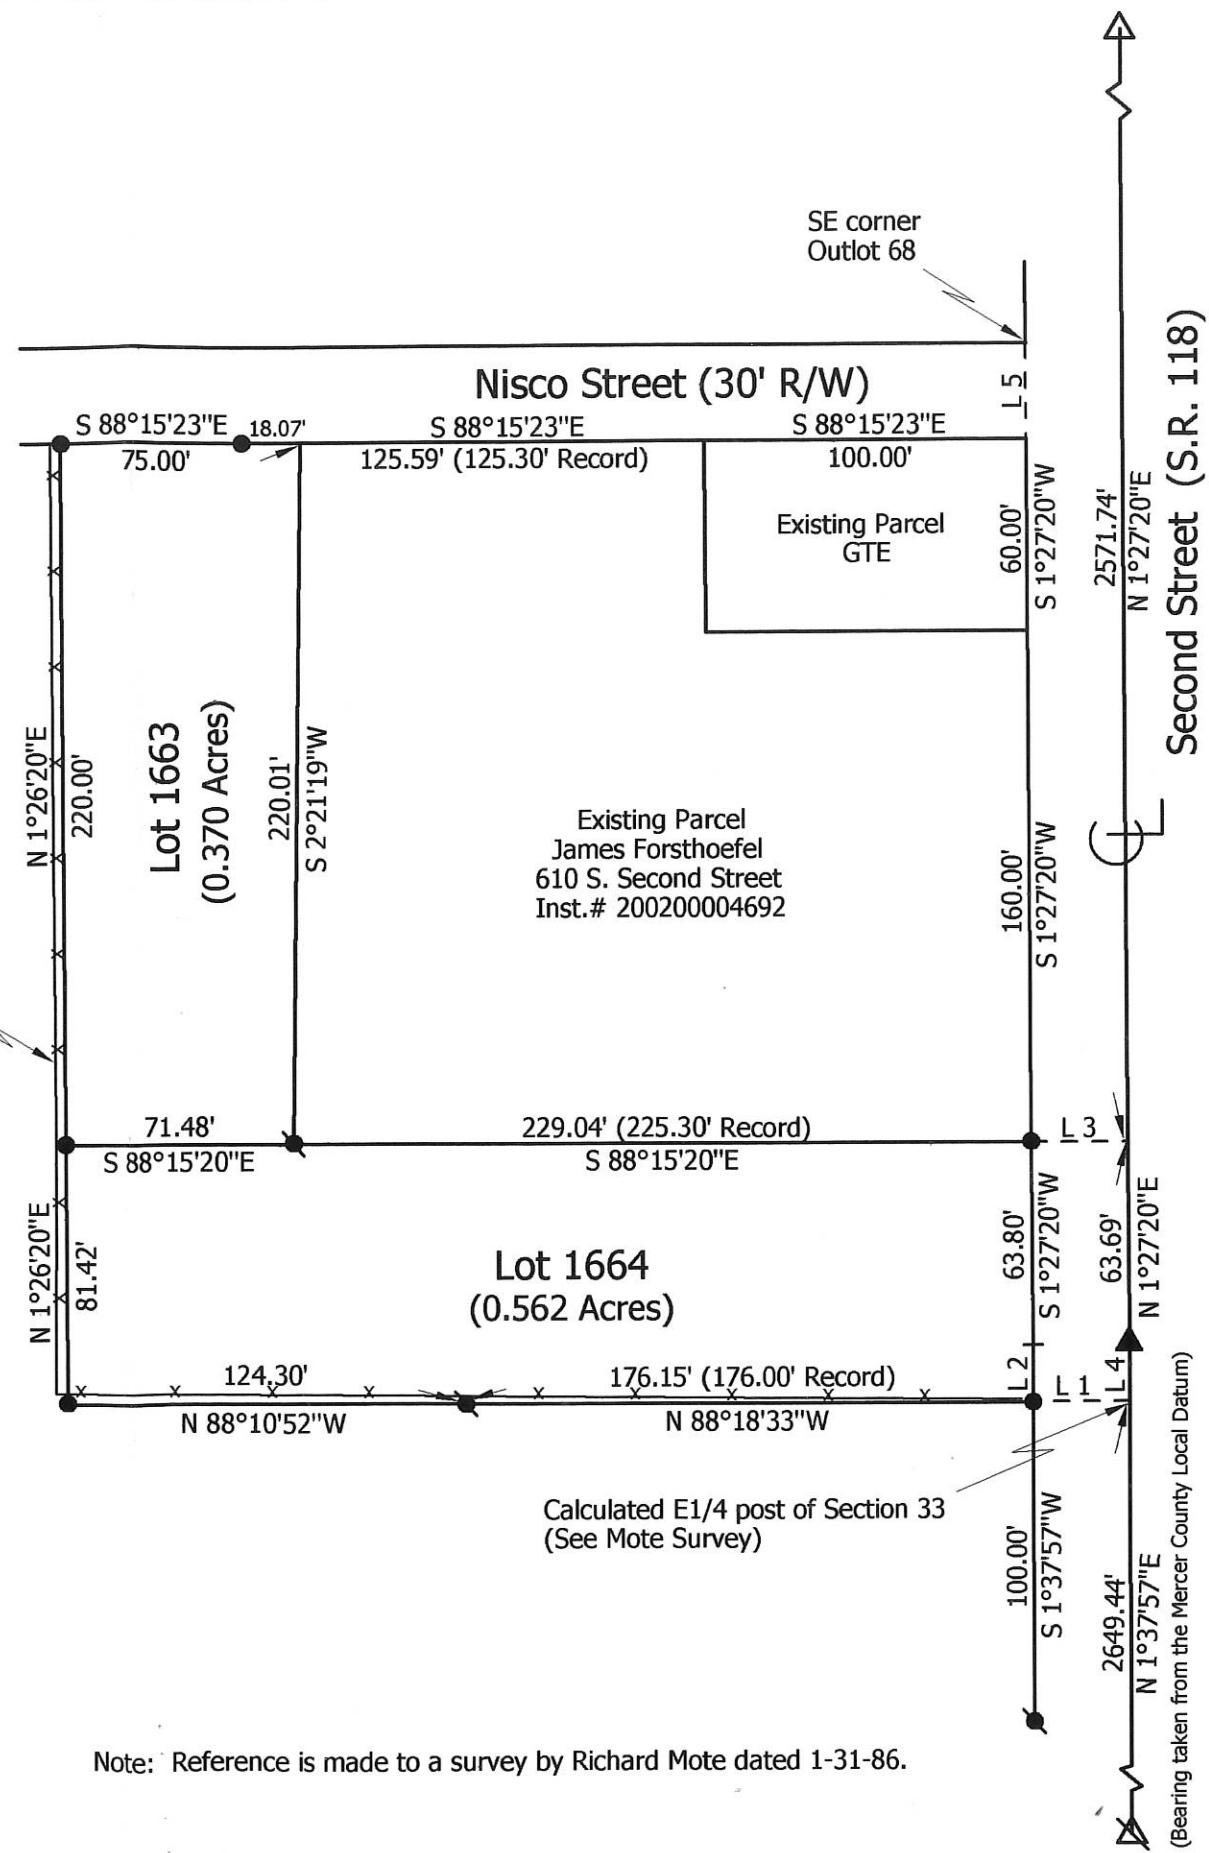 SE corner
Outlot 68
Nisco Street (30' R/W)
L 5
S 88°15'23"E
18.07'
S 88°15'23"E
S 88°15'23"E
75.00'
125.59' (125.30' Record)
100.00'
Existing Parcel
GTE
60.00'
S 1°27'20"W
2571.74'
N 1°27'20"E
Second Street (S.R. 118)
N 1°26'20"E
220.00'
Lot 1663
(0.370 Acres)
220.01'
S 2°21'19"W
Existing Parcel
James Forsthoefel
610 S. Second Street
Inst.# 200200004692
160.00'
S 1°27'20"W
71.48'
S 88°15'20"E
229.04' (225.30' Record)
S 88°15'20"E
L 3
N 1°26'20"E
81.42'
Lot 1664
(0.562 Acres)
63.80'
S 1°27'20"W
63.69'
N 1°27'20"E
124.30'
N 88°10'52"W
176.15' (176.00' Record)
N 88°18'33"W
L 2
L 1
L 4
Calculated E1/4 post of Section 33
(See Mote Survey)
100.00'
S 1°37'57"W
2649.44'
N 1°37'57"E
(Bearing taken from the Mercer County Local Datum)
Note: Reference is made to a survey by Richard Mote dated 1-31-86.